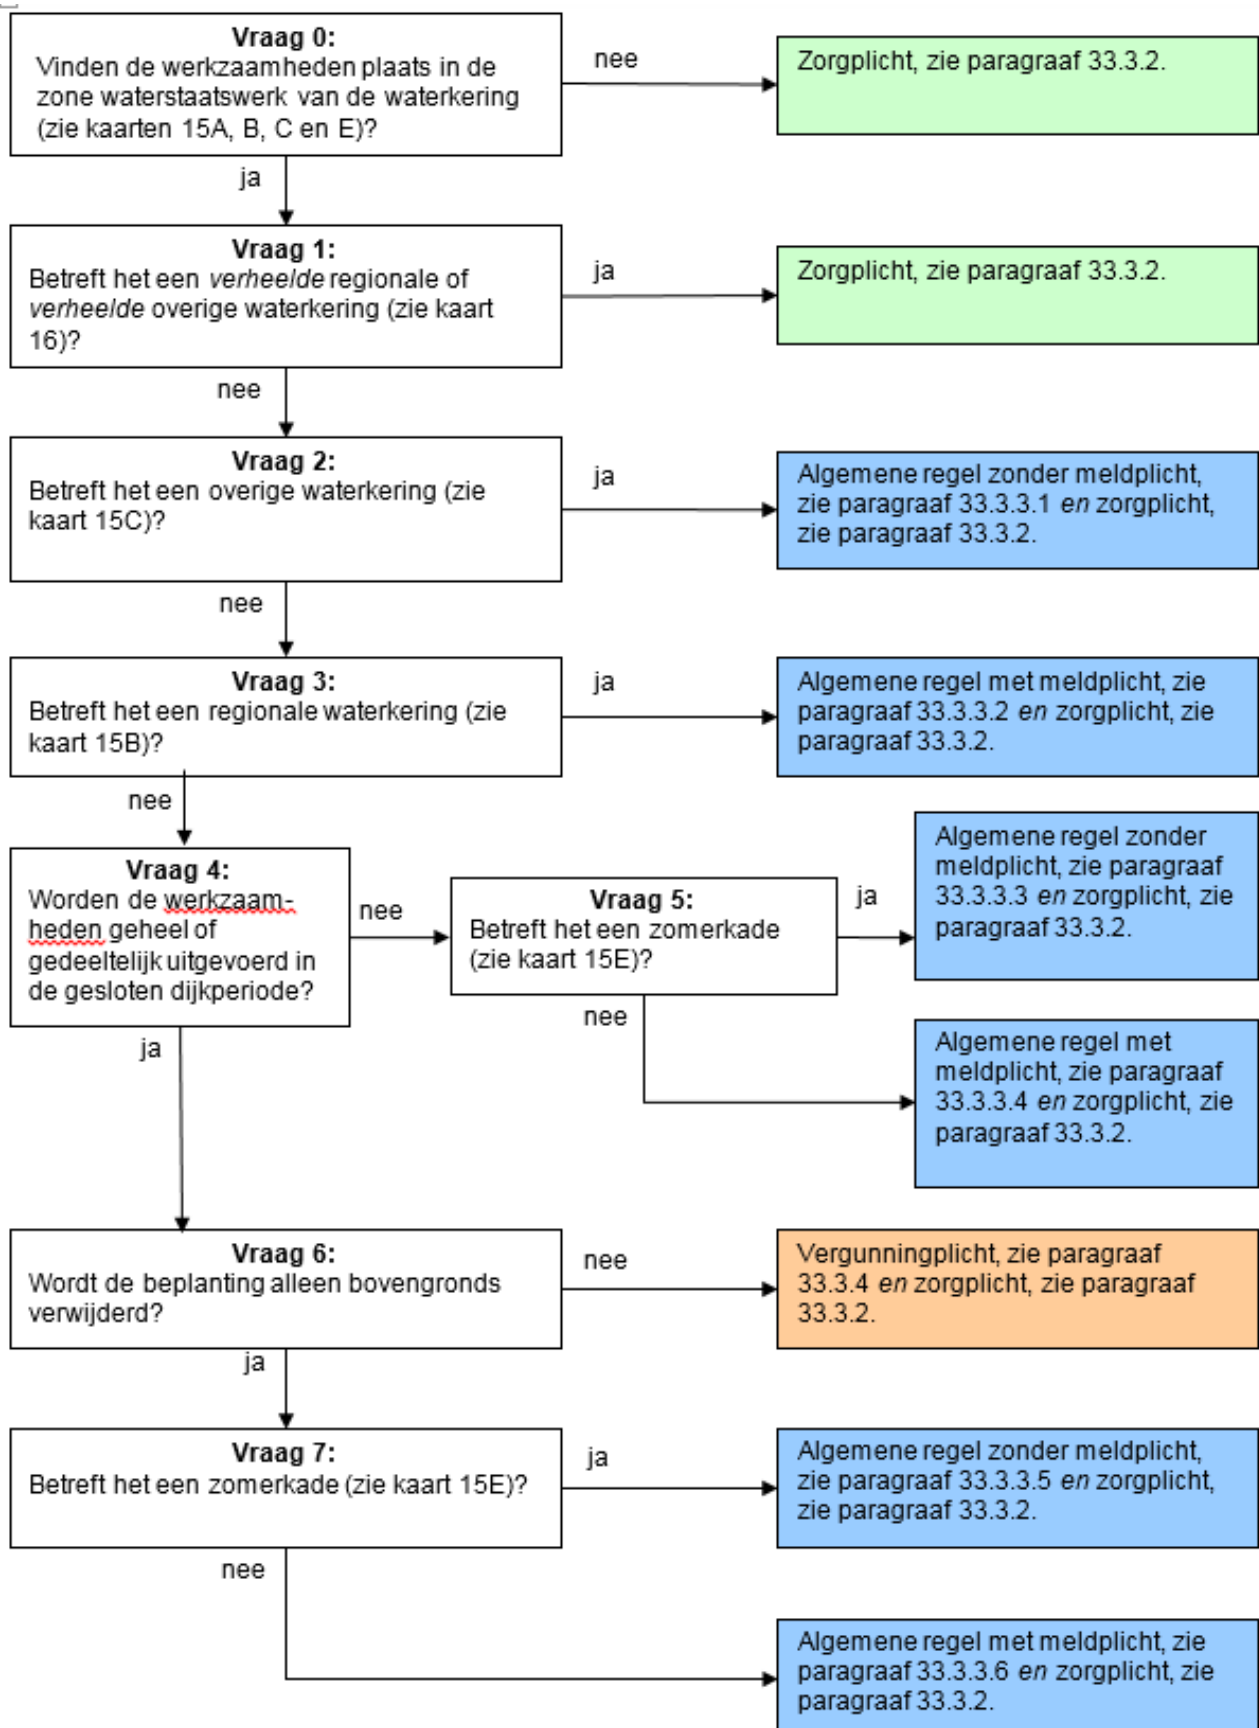 Vraag 0:
Vinden de werkzaamheden plaats in de
zone waterstaatswerk van de waterkering
(zie kaarten 15A, B, C en E)?
nee
Zorgplicht, zie paragraaf 33.3.2.
ja
Vraag 1:
Betreft het een verheelde regionale of
verheelde overige waterkering (zie kaart
16)?
ja
Zorgplicht, zie paragraaf 33.3.2.
nee
Vraag 2:
Betreft het een overige waterkering (zie
kaart 15C)?
ja
Algemene regel zonder meldplicht,
zie paragraaf 33.3.3.1 en zorgplicht,
zie paragraaf 33.3.2.
nee
Vraag 3:
Betreft het een regionale waterkering (zie
kaart 15B)?
ja
Algemene regel met meldplicht, zie
paragraaf 33.3.3.2 en zorgplicht, zie
paragraaf 33.3.2.
nee
Vraag 4:
Worden de werkzaam-
heden geheel of
gedeeltelijk uitgevoerd in
de gesloten dijkperiode?
nee
Vraag 5:
Betreft het een zomerkade
(zie kaart 15E)?
ja
Algemene regel zonder
meldplicht, zie paragraaf
33.3.3.3 en zorgplicht, zie
paragraaf 33.3.2.
nee
Algemene regel met
meldplicht, zie paragraaf
33.3.3.4 en zorgplicht, zie
paragraaf 33.3.2.
ja
Vraag 6:
Wordt de beplanting alleen bovengronds
verwijderd?
nee
Vergunningplicht, zie paragraaf
33.3.4 en zorgplicht, zie paragraaf
33.3.2.
ja
Vraag 7:
Betreft het een zomerkade (zie kaart 15E)?
ja
Algemene regel zonder meldplicht,
zie paragraaf 33.3.3.5 en zorgplicht,
zie paragraaf 33.3.2.
nee
Algemene regel met meldplicht, zie
paragraaf 33.3.3.6 en zorgplicht, zie
paragraaf 33.3.2.